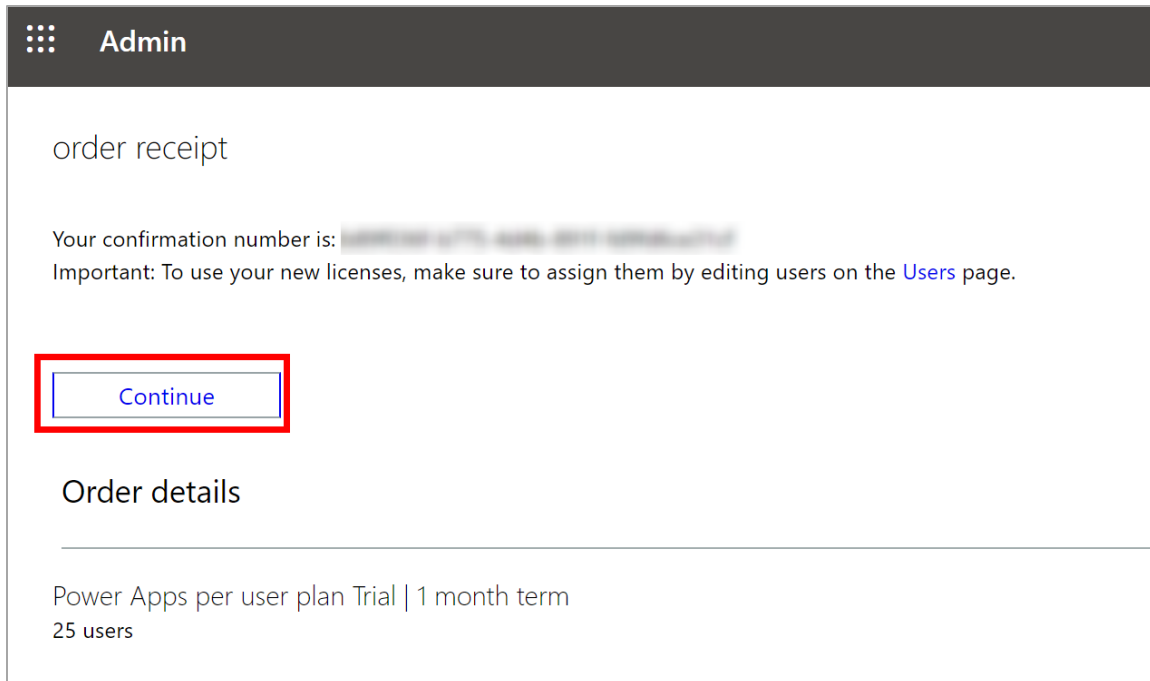 Admin
order receipt
Your confirmation number is:
Important: To use your new licenses, make sure to assign them by editing users on the Users page.
Continue
Order details
Power Apps per user plan Trial | 1 month term
25 users